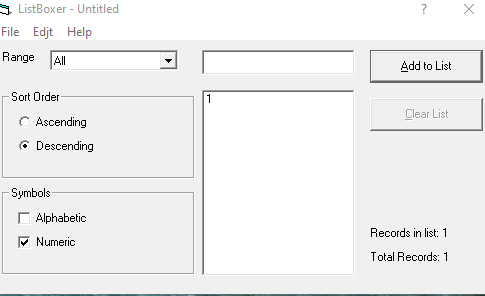 ListBoxer - Untitled
File Edjt Help
Range All Add to List
Sort Order
Ascending
Descending
1
Clear List
Symbols
Alphabetic
Numeric
Records in list: 1
Total Records: 1